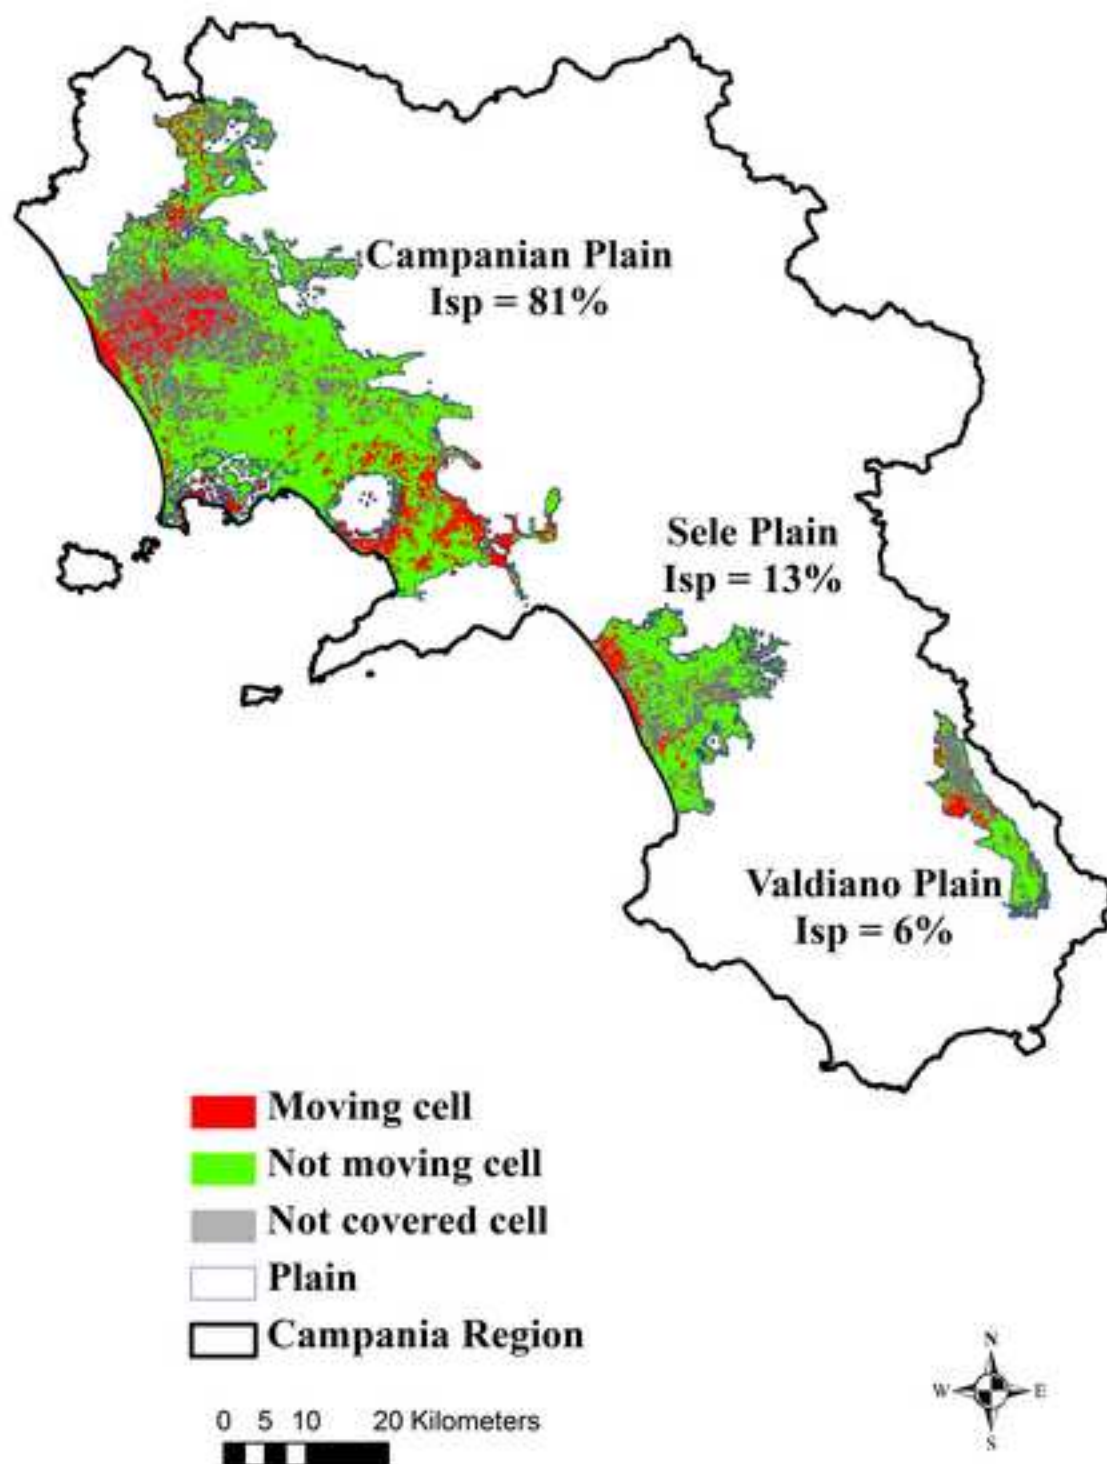 Campanian Plain
Isp = 81%
Sele Plain
Isp = 13%
Valdiano Plain
Isp = 6%
Moving cell
Not moving cell
Not covered cell
Plain
Campania Region
0 5 10 20 Kilometers
N
W E
S